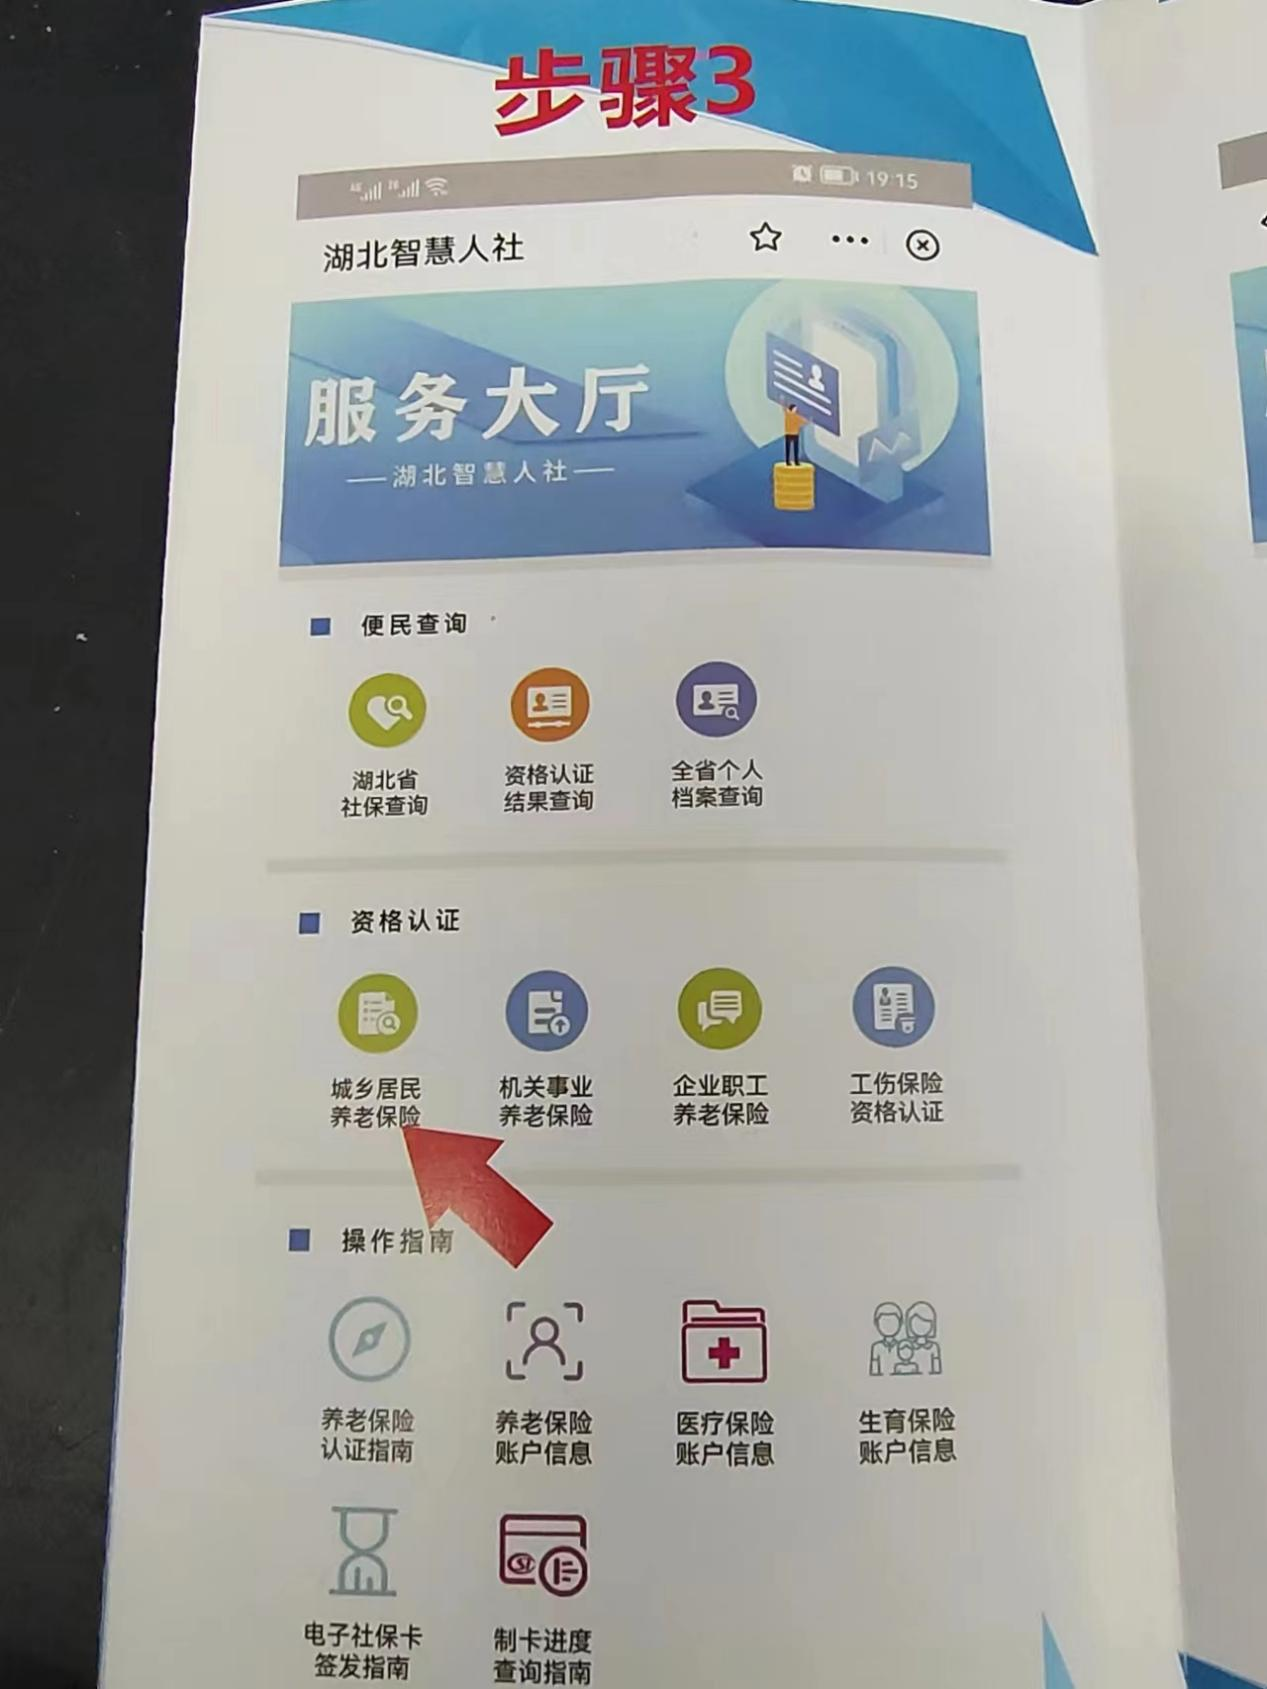 步骤3
19:15
湖北智慧人社
服务大厅
湖北智慧人社
便民查询
湖北省
社保查询
资格认证
结果查询
全省个人
档案查询
资格认证
城乡居民
养老保险
机关事业
养老保险
企业职工
养老保险
工伤保险
资格认证
操作指南
养老保险
认证指南
养老保险
账户信息
医疗保险
账户信息
生育保险
账户信息
电子社保卡
签发指南
制卡进度
查询指南